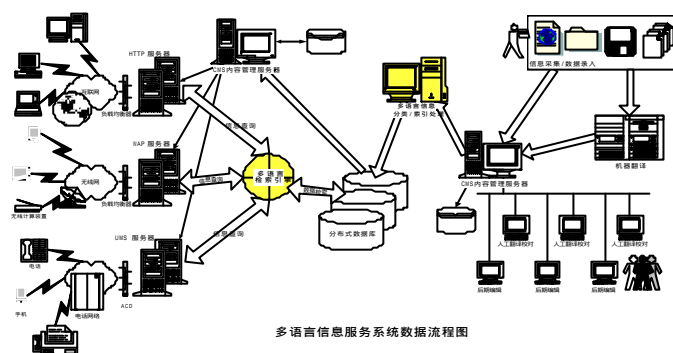 HTTP 服务器
CMS内容管理服务器
互联网
负载均衡器
信息查询
WAP 服务器
无线网
无线计算装置
负载均衡器
信息查询
多语言
检索引擎
数据检索
分布式数据库
UMS 服务器
信息查询
电话
手机
电话网络
ACD
多语言信息
分类/索引处理
信息采集/数据录入
机器翻译
CMS内容管理服务器
人工翻译校对
人工翻译校对
人工翻译校对
后期编辑
后期编辑
后期编辑
多语言信息服务系统数据流程图